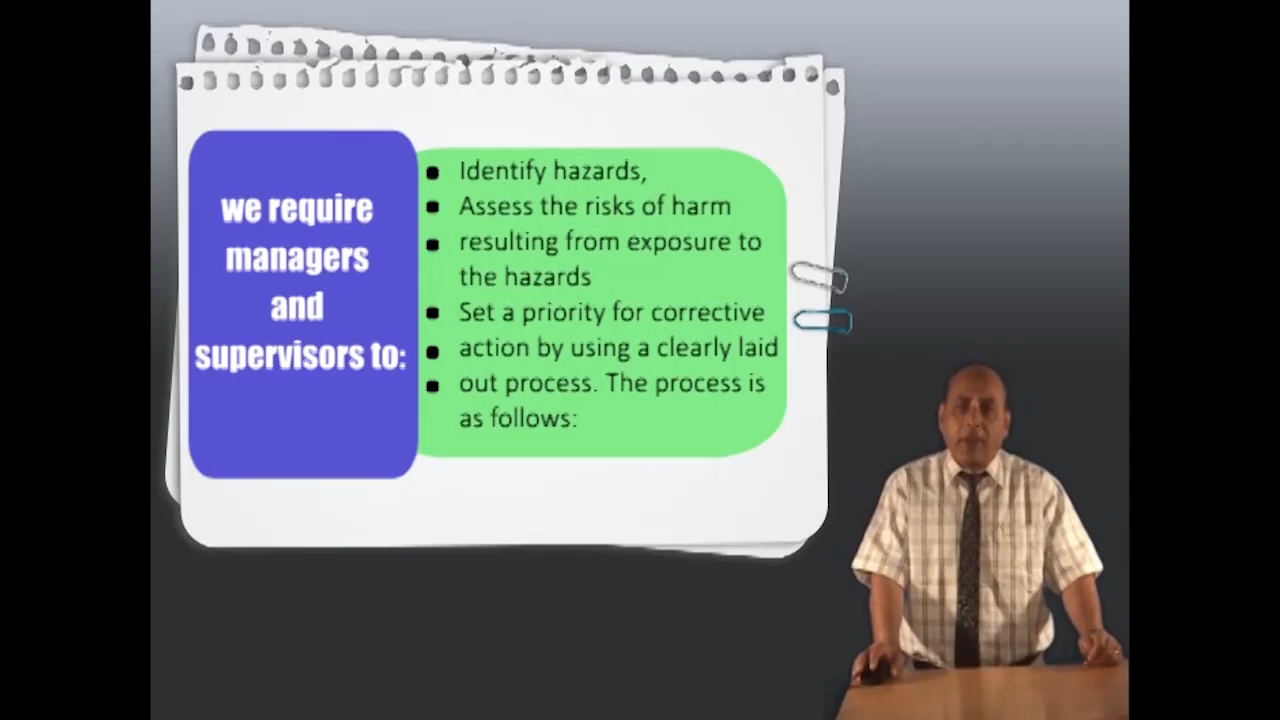 we require
managers
and
supervisors to:
▪ Identify hazards,
▪ Assess the risks of harm
▪ resulting from exposure to
the hazards
▪ Set a priority for corrective
▪ action by using a clearly laid
▪ out process. The process is
as follows: